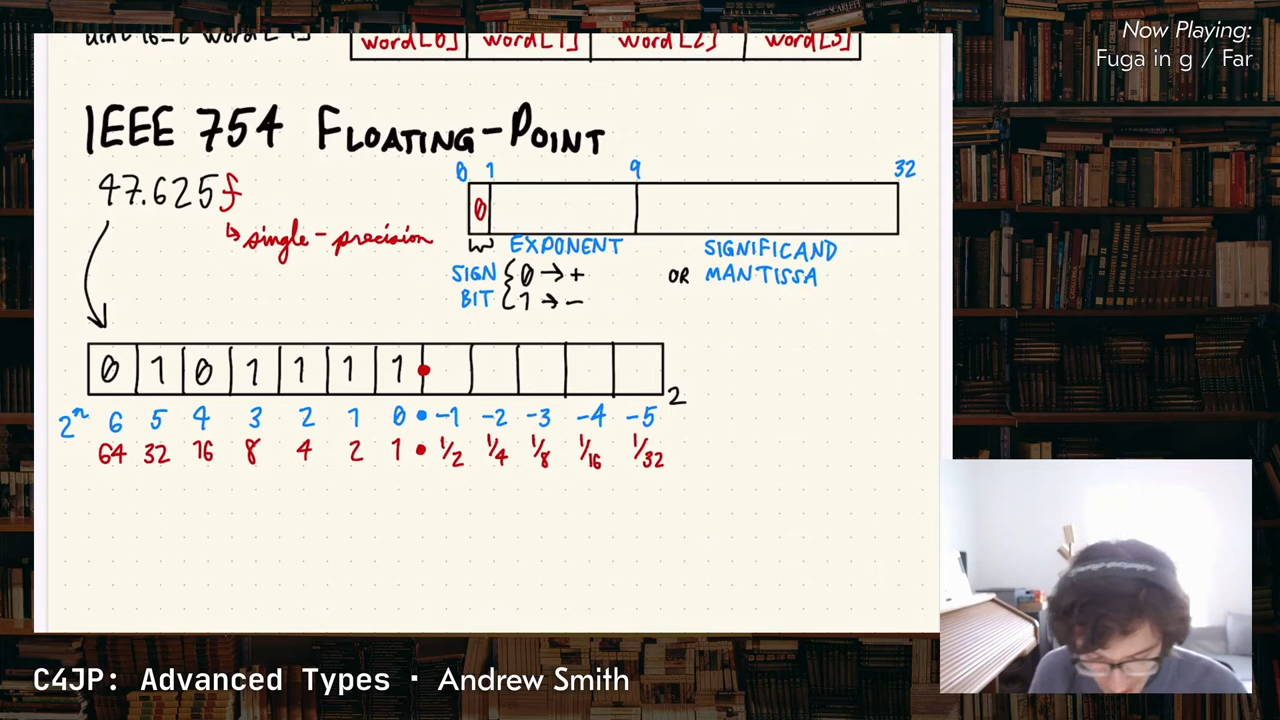 word[0] word[1] word[2] word[3]
Now Playing:
Fuga in g / Far
IEEE 754 FLOATING-POINT
47.625f
↳ single-precision
0 1 9 32
0
EXPONENT SIGNIFICAND
OR MANTISSA
SIGN BIT { 0 → +
1 → -
0 1 0 1 1 1 1 • 2
2ⁿ 6 5 4 3 2 1 0 • -1 -2 -3 -4 -5
64 32 16 8 4 2 1 • 1/2 1/4 1/8 1/16 1/32
C4JP: Advanced Types · Andrew Smith